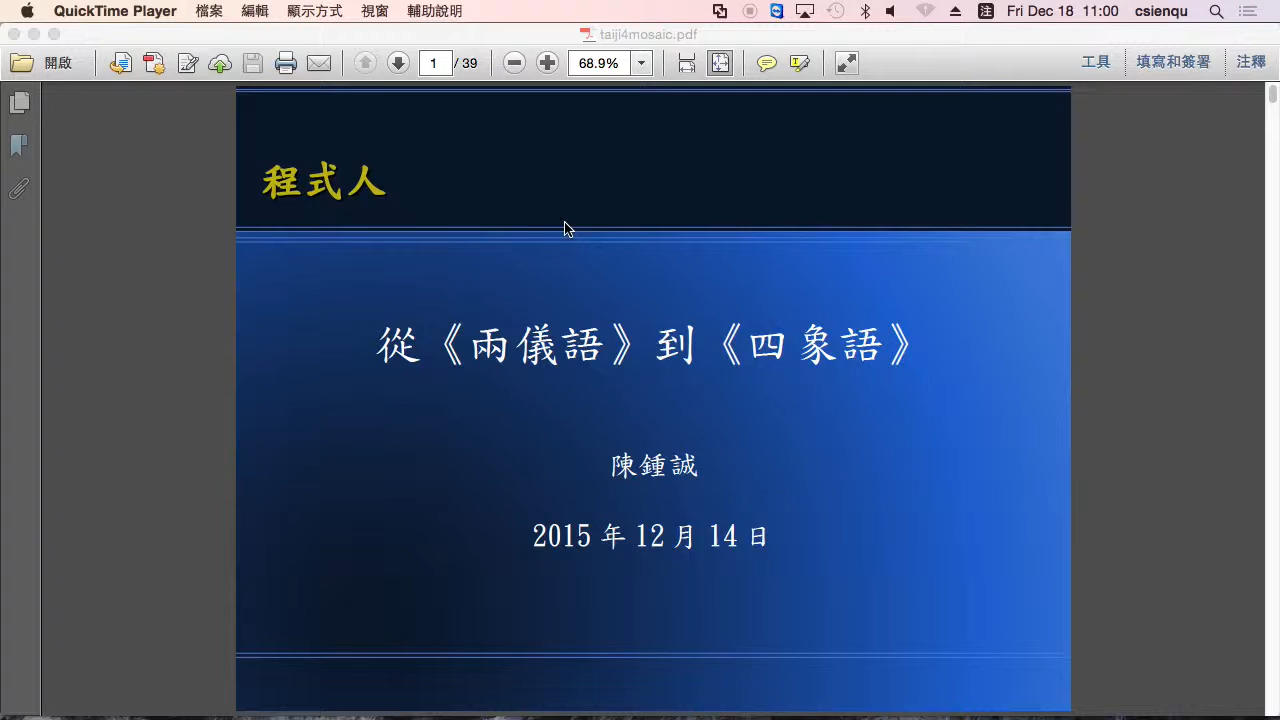 QuickTime Player 檔案 編輯 顯示方式 視窗 輔助說明 注 Fri Dec 18 11:00 csienqu
taiji4mosaic.pdf
開啟 1 / 39 68.9% 工具 填寫和簽署 注釋
程式人
從《兩儀語》到《四象語》
陳鍾誠
2015 年 12 月 14 日